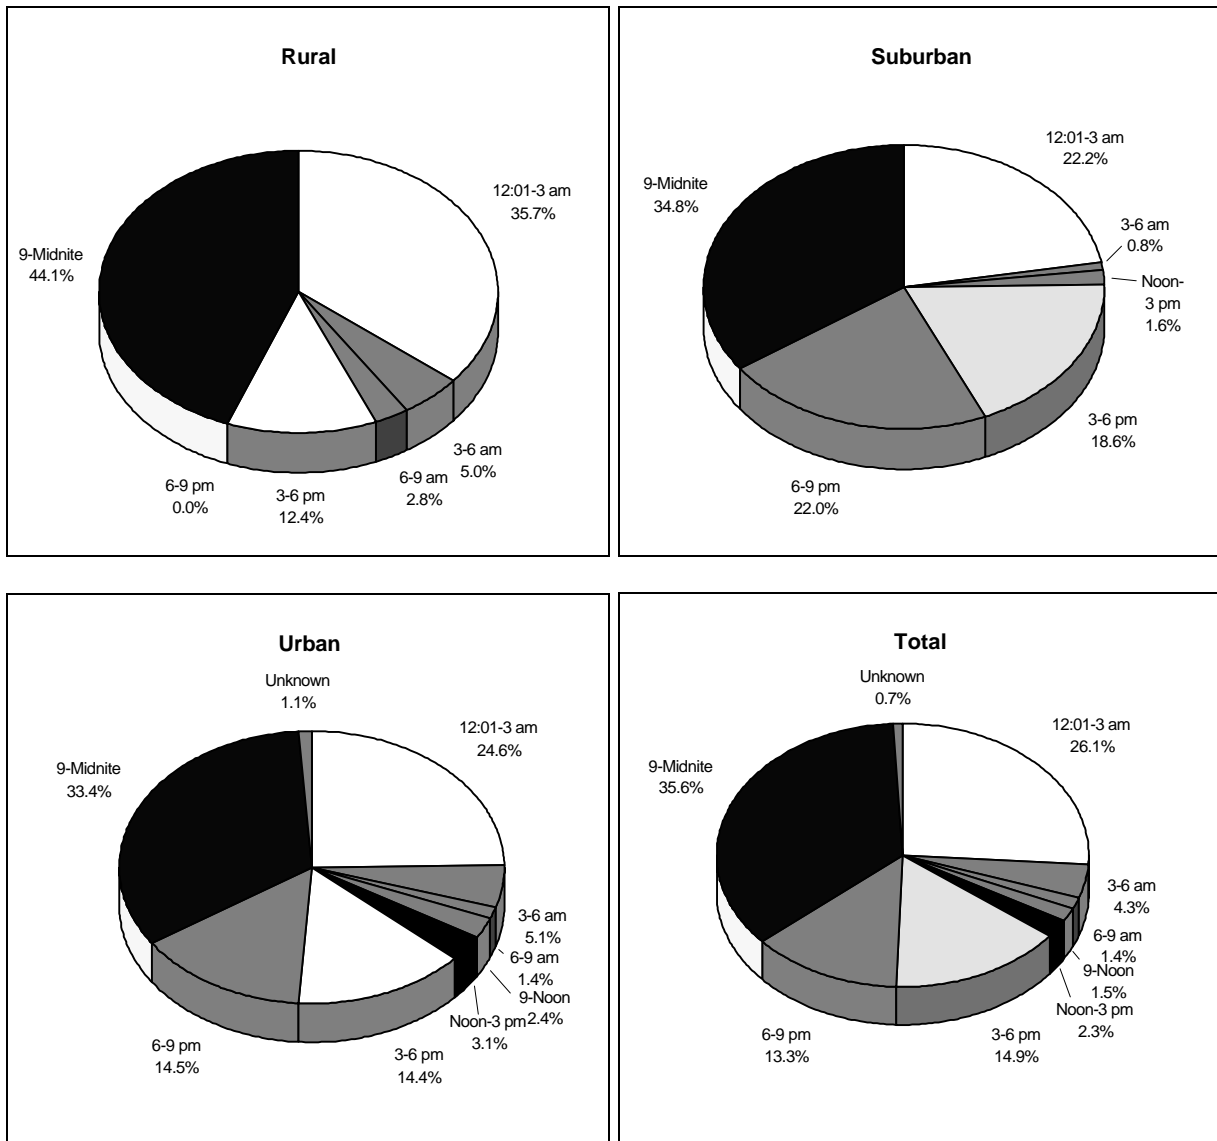 Rural
12:01-3 am
35.7%
9-Midnite
44.1%
3-6 am
5.0%
6-9 am
2.8%
3-6 pm
12.4%
6-9 pm
0.0%
Suburban
12:01-3 am
22.2%
9-Midnite
34.8%
3-6 am
0.8%
Noon-
3 pm
1.6%
3-6 pm
18.6%
6-9 pm
22.0%
Urban
Unknown
1.1%
12:01-3 am
24.6%
9-Midnite
33.4%
3-6 am
5.1%
6-9 am
1.4%
9-Noon
2.4%
Noon-3 pm
3.1%
3-6 pm
14.4%
6-9 pm
14.5%
Total
Unknown
0.7%
12:01-3 am
26.1%
9-Midnite
35.6%
3-6 am
4.3%
6-9 am
1.4%
9-Noon
1.5%
Noon-3 pm
2.3%
3-6 pm
14.9%
6-9 pm
13.3%